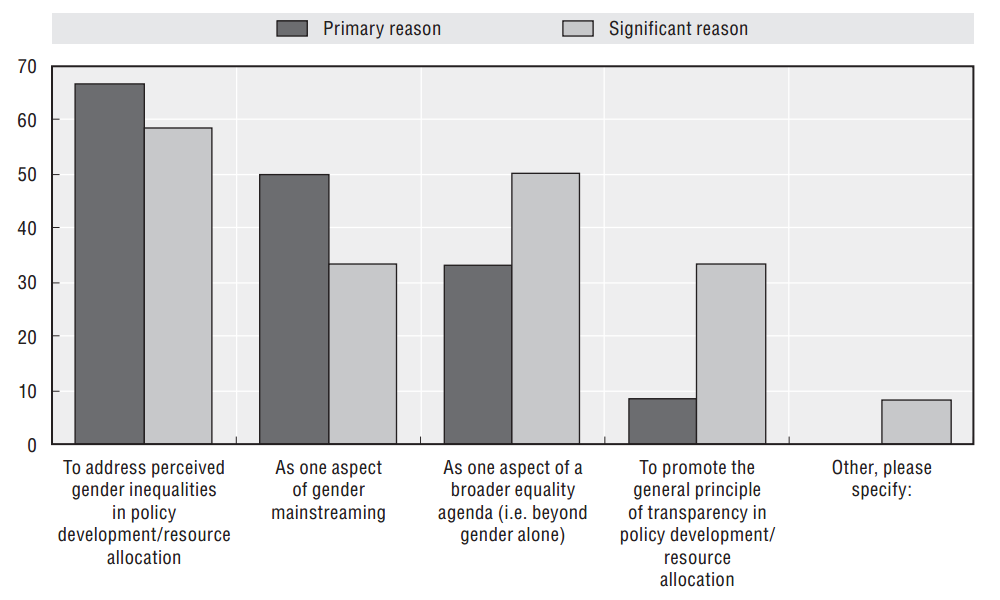 Primary reason
Significant reason
70
60
50
40
30
20
10
0
To address perceived
gender inequalities
in policy
development/resource
allocation
As one aspect
of gender
mainstreaming
As one aspect of a
broader equality
agenda (i.e. beyond
gender alone)
To promote the
general principle
of transparency in
policy development/
resource
allocation
Other, please
specify: